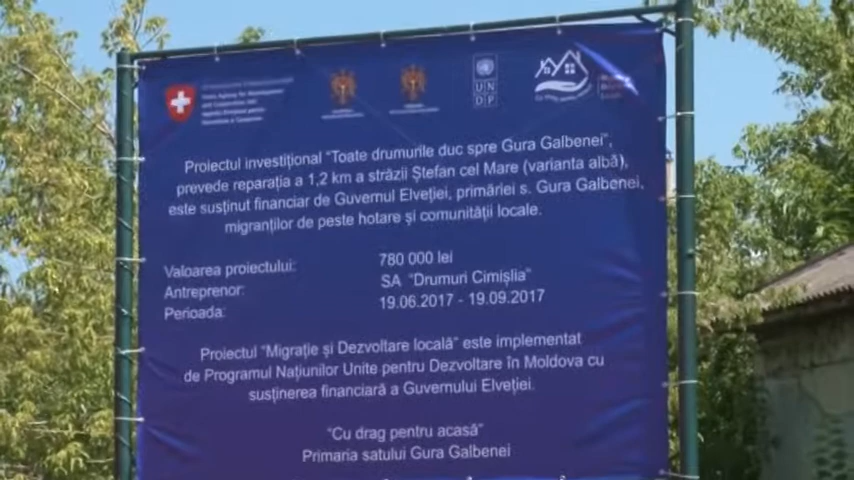 UN
DP
Proiectul investițional "Toate drumurile duc spre Gura Galbenei",
prevede reparația a 1,2 km a străzii Ștefan cel Mare (varianta albă),
este susținut financiar de Guvernul Elveției, primăriei s. Gura Galbenei,
migranților de peste hotare și comunității locale.
Valoarea proiectului: 780 000 lei
Antreprenor: SA "Drumuri Cimișlia"
Perioada: 19.06.2017 - 19.09.2017
Proiectul "Migrație și Dezvoltare locală" este implementat
de Programul Națiunilor Unite pentru Dezvoltare în Moldova cu
susținerea financiară a Guvernului Elveției.
"Cu drag pentru acasă"
Primaria satului Gura Galbenei